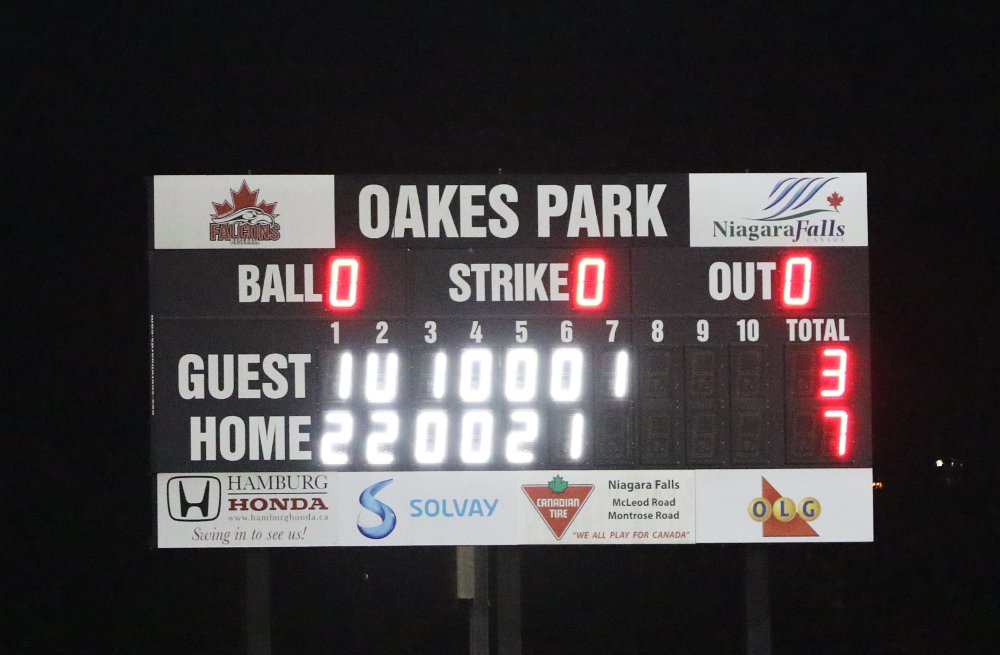 FALCONS
BASEBALL
OAKES PARK
Niagara Falls
CANADA
BALL 0 STRIKE 0 OUT 0
1 2 3 4 5 6 7 8 9 10 TOTAL
GUEST 1 0 1 0 0 0 1 3
HOME 2 2 0 0 2 1 7
HAMBURG
HONDA
www.hamburghonda.ca
Swing in to see us!
SOLVAY
CANADIAN
TIRE
Niagara Falls
McLeod Road
Montrose Road
"WE ALL PLAY FOR CANADA"
OLG